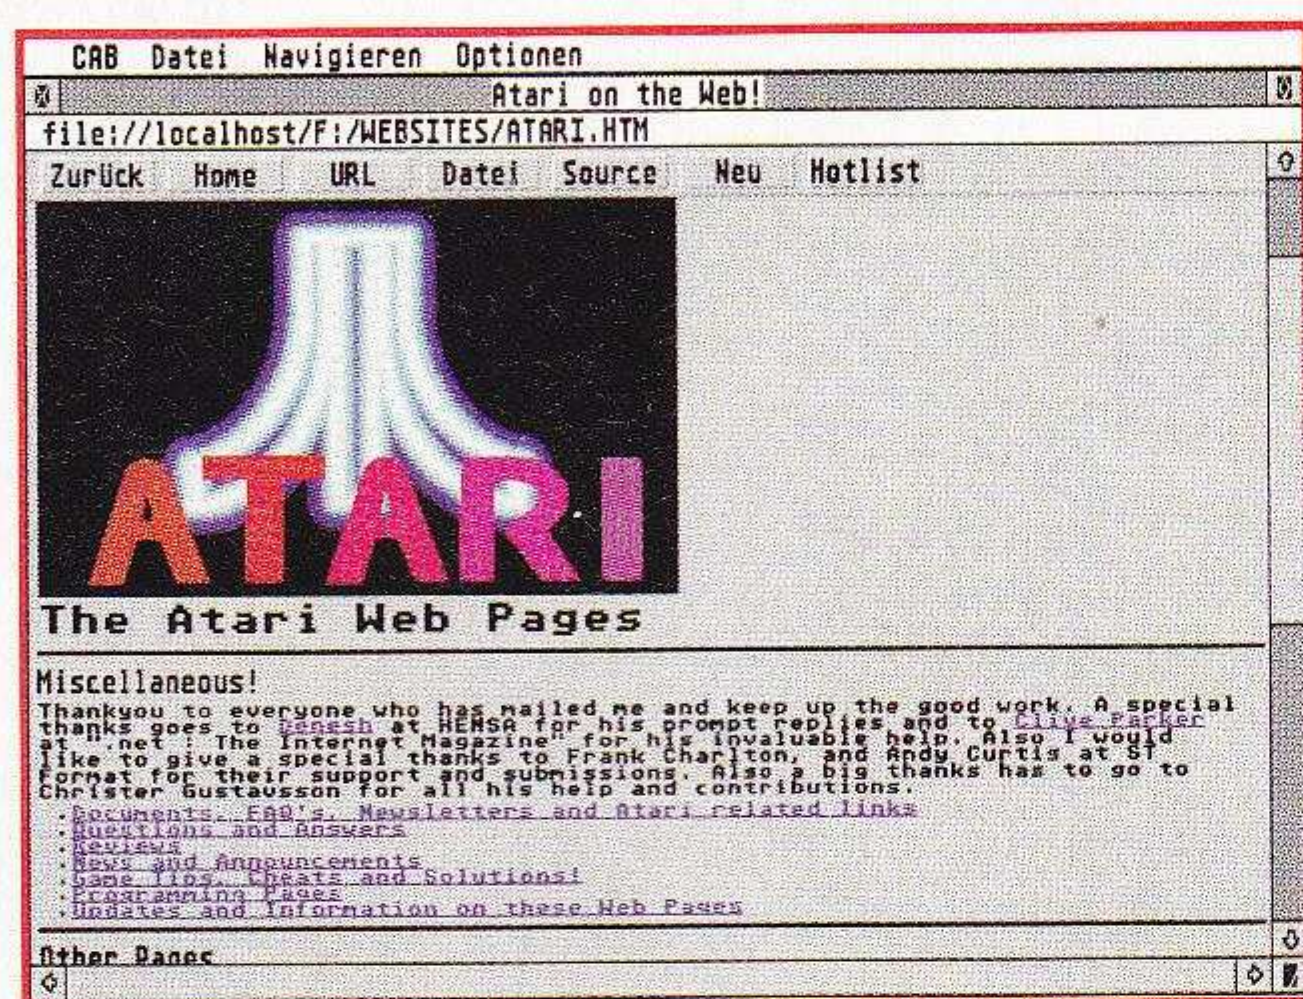 CAB Datei Navigieren Optionen
Atari on the Web!
file://localhost/F:/WEBSITES/ATARI.HTM
Zurück Home URL Datei Source Neu Hotlist
ATARI
The Atari Web Pages
Miscellaneous!
Thankyou to everyone who has mailed me and keep up the good work. A special
thanks goes to Denesh at HENSA for his prompt replies and to Clive Parker
at ".net : The Internet Magazine" for his invaluable help. Also I would
like to give a special thanks to Frank Charlton, and Andy Curtis at ST
Format for their support and submissions. Also a big thanks has to go to
Christer Gustavsson for all his help and contributions.
Documents, FAQ's, Newsletters and Atari related links
Questions and Answers
Reviews
News and Announcements
Game Tips, Cheats and Solutions!
Programming Pages
Updates and Information on these Web Pages
Other Pages